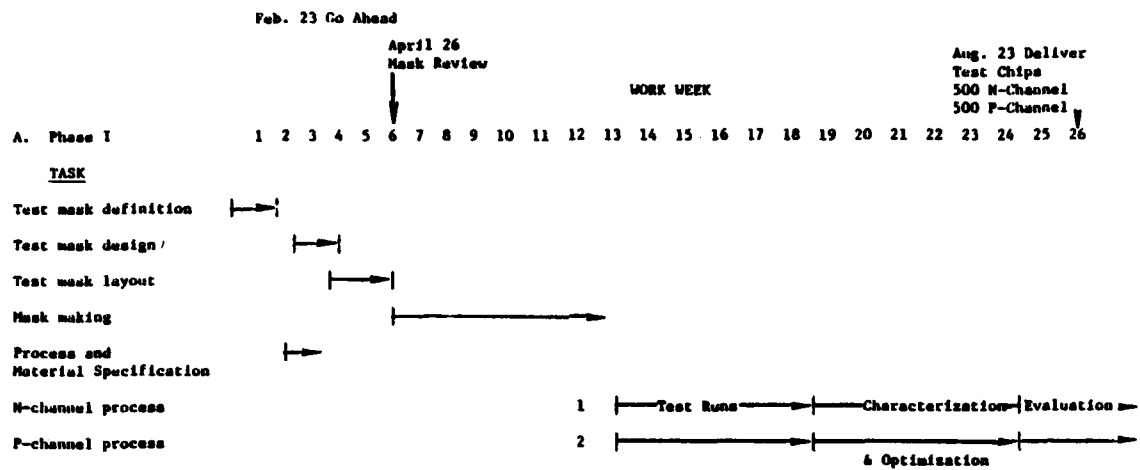 Feb. 23 Go Ahead
April 26
Mask Review
Aug. 23 Deliver
Test Chips
500 N-Channel
500 P-Channel
WORK WEEK
A. Phase I 1 2 3 4 6 7 8 9 10 11 12 13 14 15 16 17 18 19 20 21 22 23 24 25 26
TASK
Test mask definition
Test mask design
Test mask layout
Mask making
Process and
Material Specification
N-channel process 1 Test Runs Characterization Evaluation
P-channel process 2
& Optimization